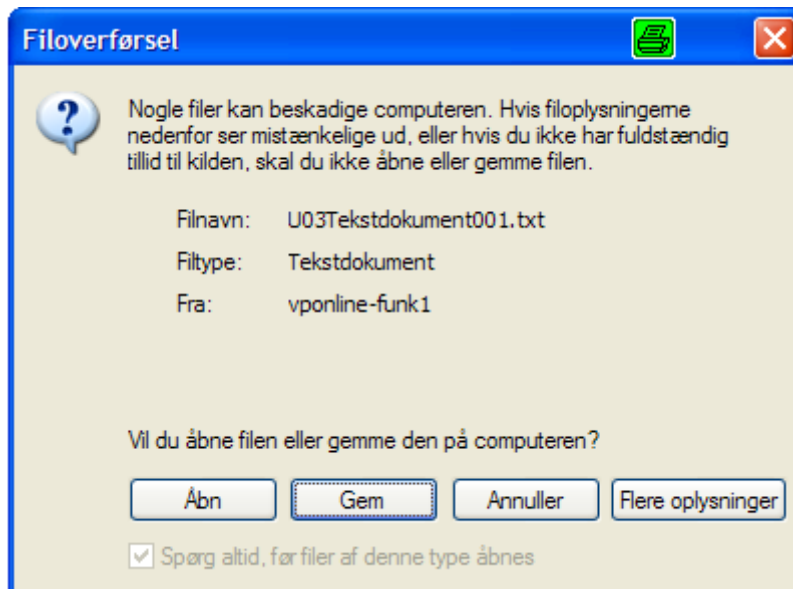 Filoverførsel
Nogle filer kan beskadige computeren. Hvis filoplysningerne
nedenfor ser mistænkelige ud, eller hvis du ikke har fuldstændig
tillid til kilden, skal du ikke åbne eller gemme filen.
Filnavn: U03Tekstdokument001.txt
Filtype: Tekstdokument
Fra: vponline-funk1
Vil du åbne filen eller gemme den på computeren?
Åbn Gem Annuller Flere oplysninger
Spørg altid, før filer af denne type åbnes